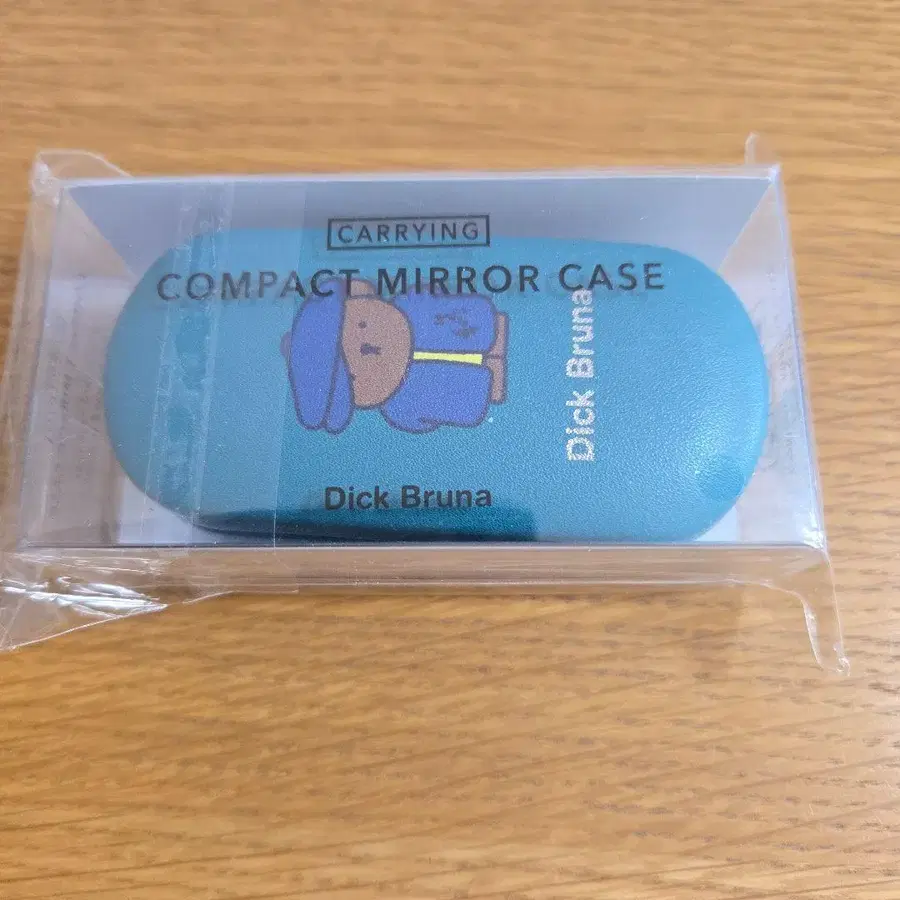 CARRYING
COMPACT MIRROR CASE
Dick Bruna
Dick Bruna